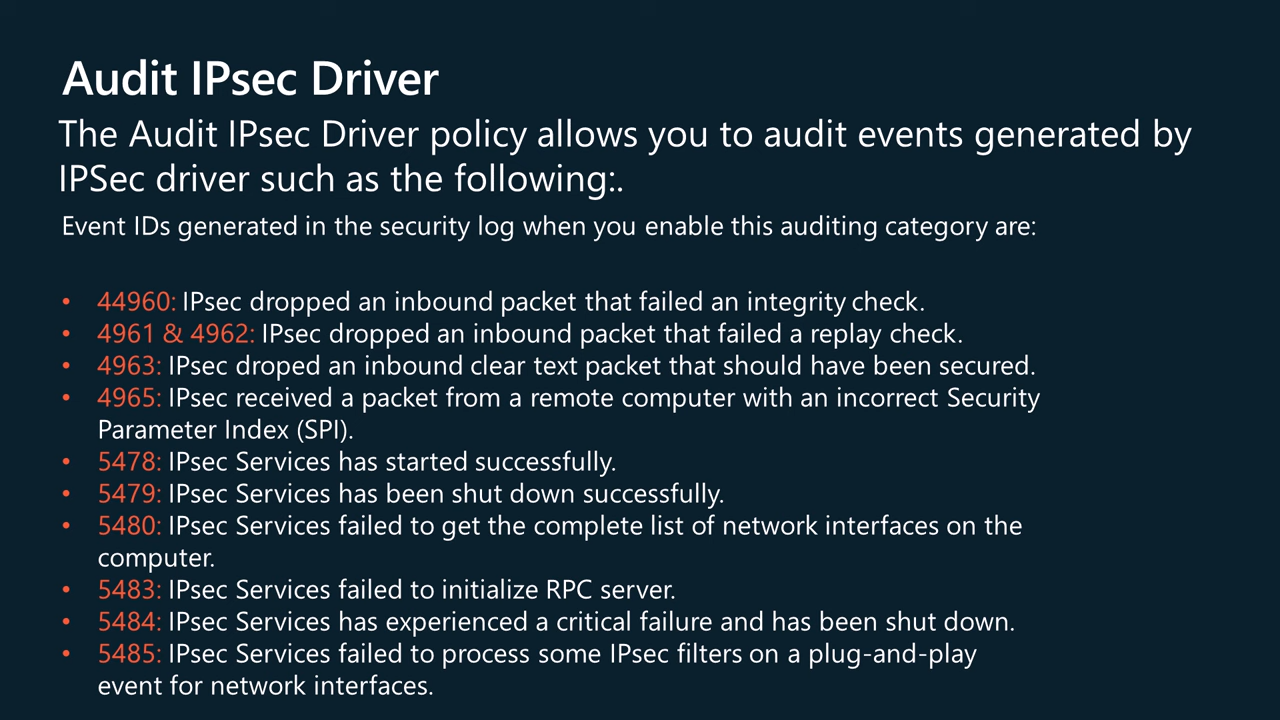 Audit IPsec Driver
The Audit IPsec Driver policy allows you to audit events generated by
IPSec driver such as the following:.
Event IDs generated in the security log when you enable this auditing category are:
• 44960: IPsec dropped an inbound packet that failed an integrity check.
• 4961 & 4962: IPsec dropped an inbound packet that failed a replay check.
• 4963: IPsec droped an inbound clear text packet that should have been secured.
• 4965: IPsec received a packet from a remote computer with an incorrect Security
Parameter Index (SPI).
• 5478: IPsec Services has started successfully.
• 5479: IPsec Services has been shut down successfully.
• 5480: IPsec Services failed to get the complete list of network interfaces on the
computer.
• 5483: IPsec Services failed to initialize RPC server.
• 5484: IPsec Services has experienced a critical failure and has been shut down.
• 5485: IPsec Services failed to process some IPsec filters on a plug-and-play
event for network interfaces.